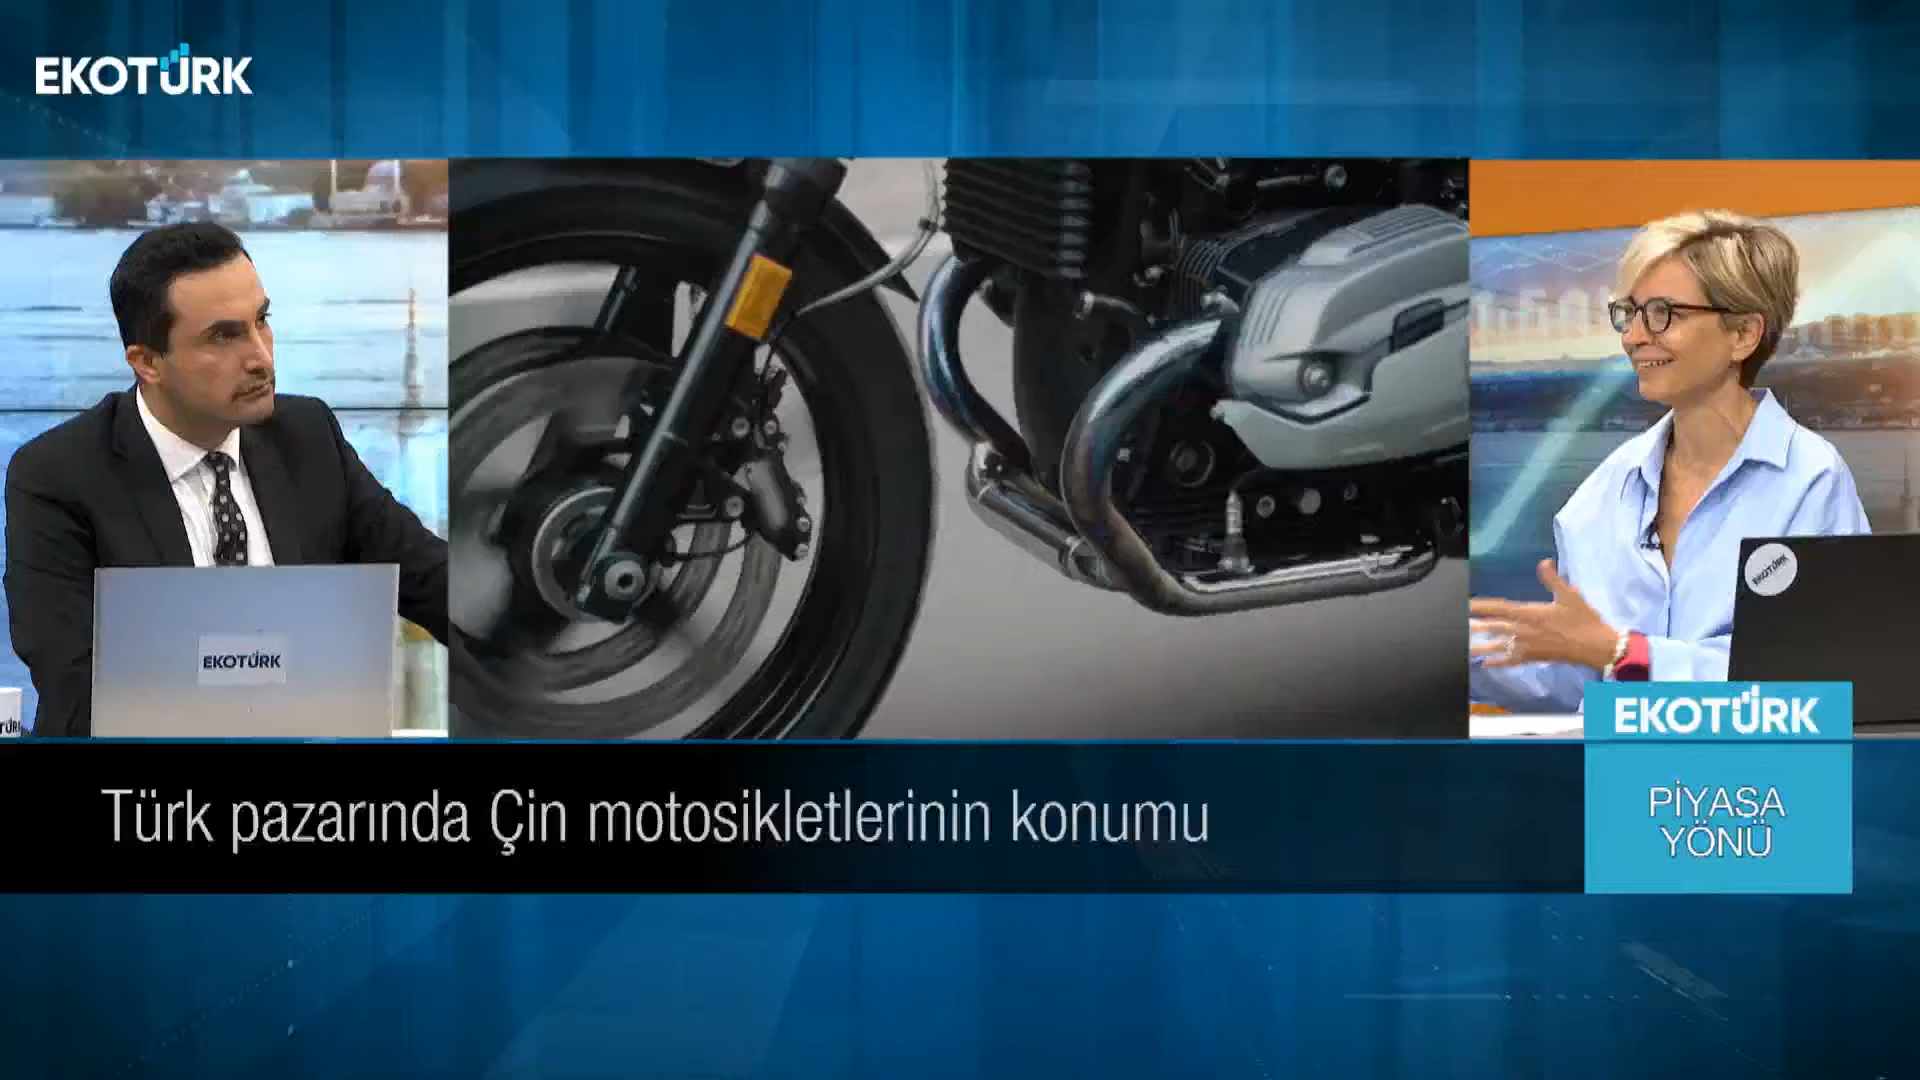 EKOTÜRK
EKOTÜRK
EKOTÜRK
EKOTÜRK
Türk pazarında Çin motosikletlerinin konumu
PİYASA
YÖNÜ